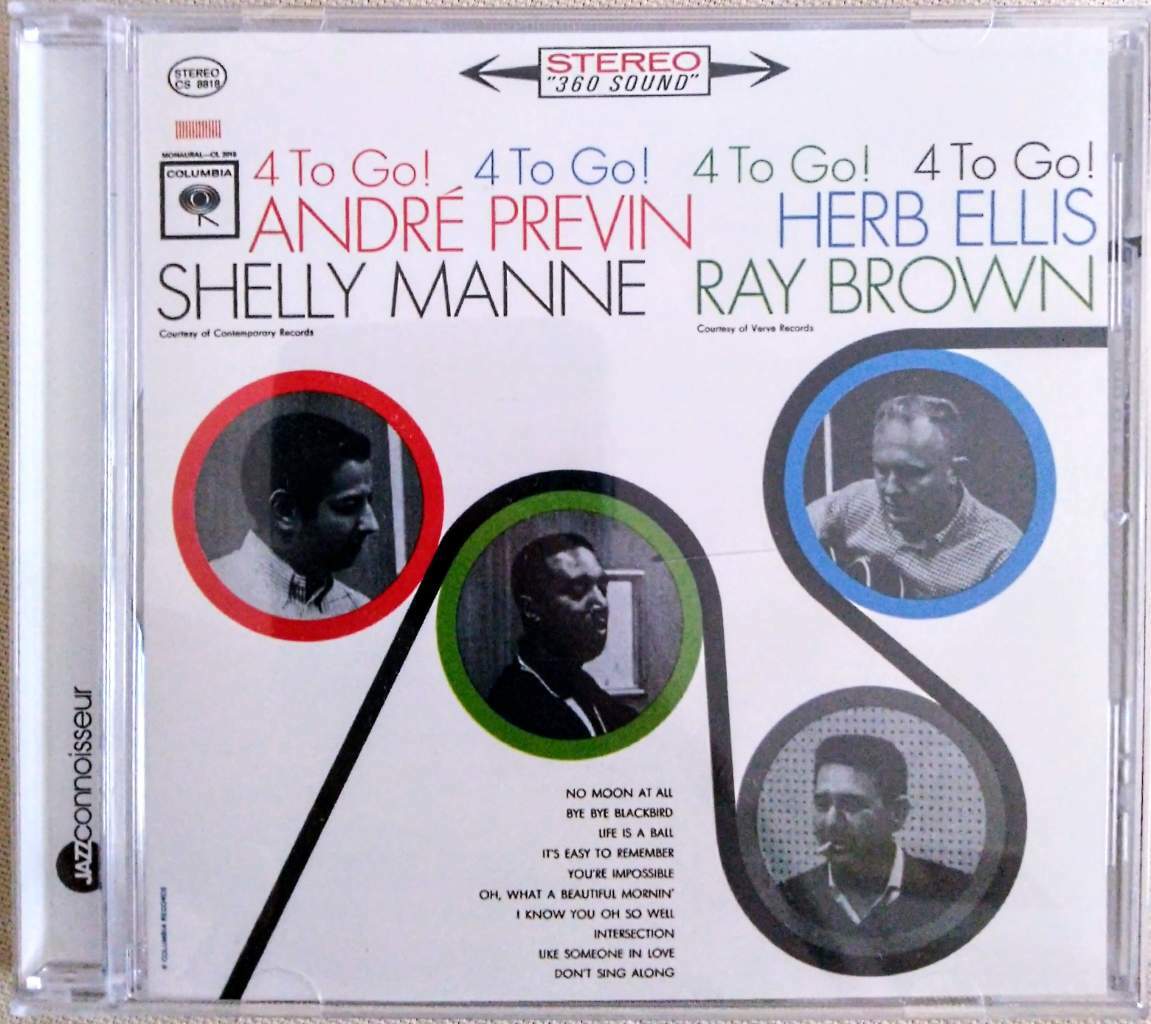 STEREO
"360 SOUND"
STEREO
CS 8818
MONAURAL—CL 2018
COLUMBIA
4 To Go! 4 To Go! 4 To Go! 4 To Go!
ANDRÉ PREVIN HERB ELLIS
SHELLY MANNE RAY BROWN
Courtesy of Contemporary Records
Courtesy of Verve Records
NO MOON AT ALL
BYE BYE BLACKBIRD
LIFE IS A BALL
IT'S EASY TO REMEMBER
YOU'RE IMPOSSIBLE
OH, WHAT A BEAUTIFUL MORNIN'
I KNOW YOU OH SO WELL
INTERSECTION
LIKE SOMEONE IN LOVE
DON'T SING ALONG
JAZZconnoisseur
COLUMBIA RECORDS